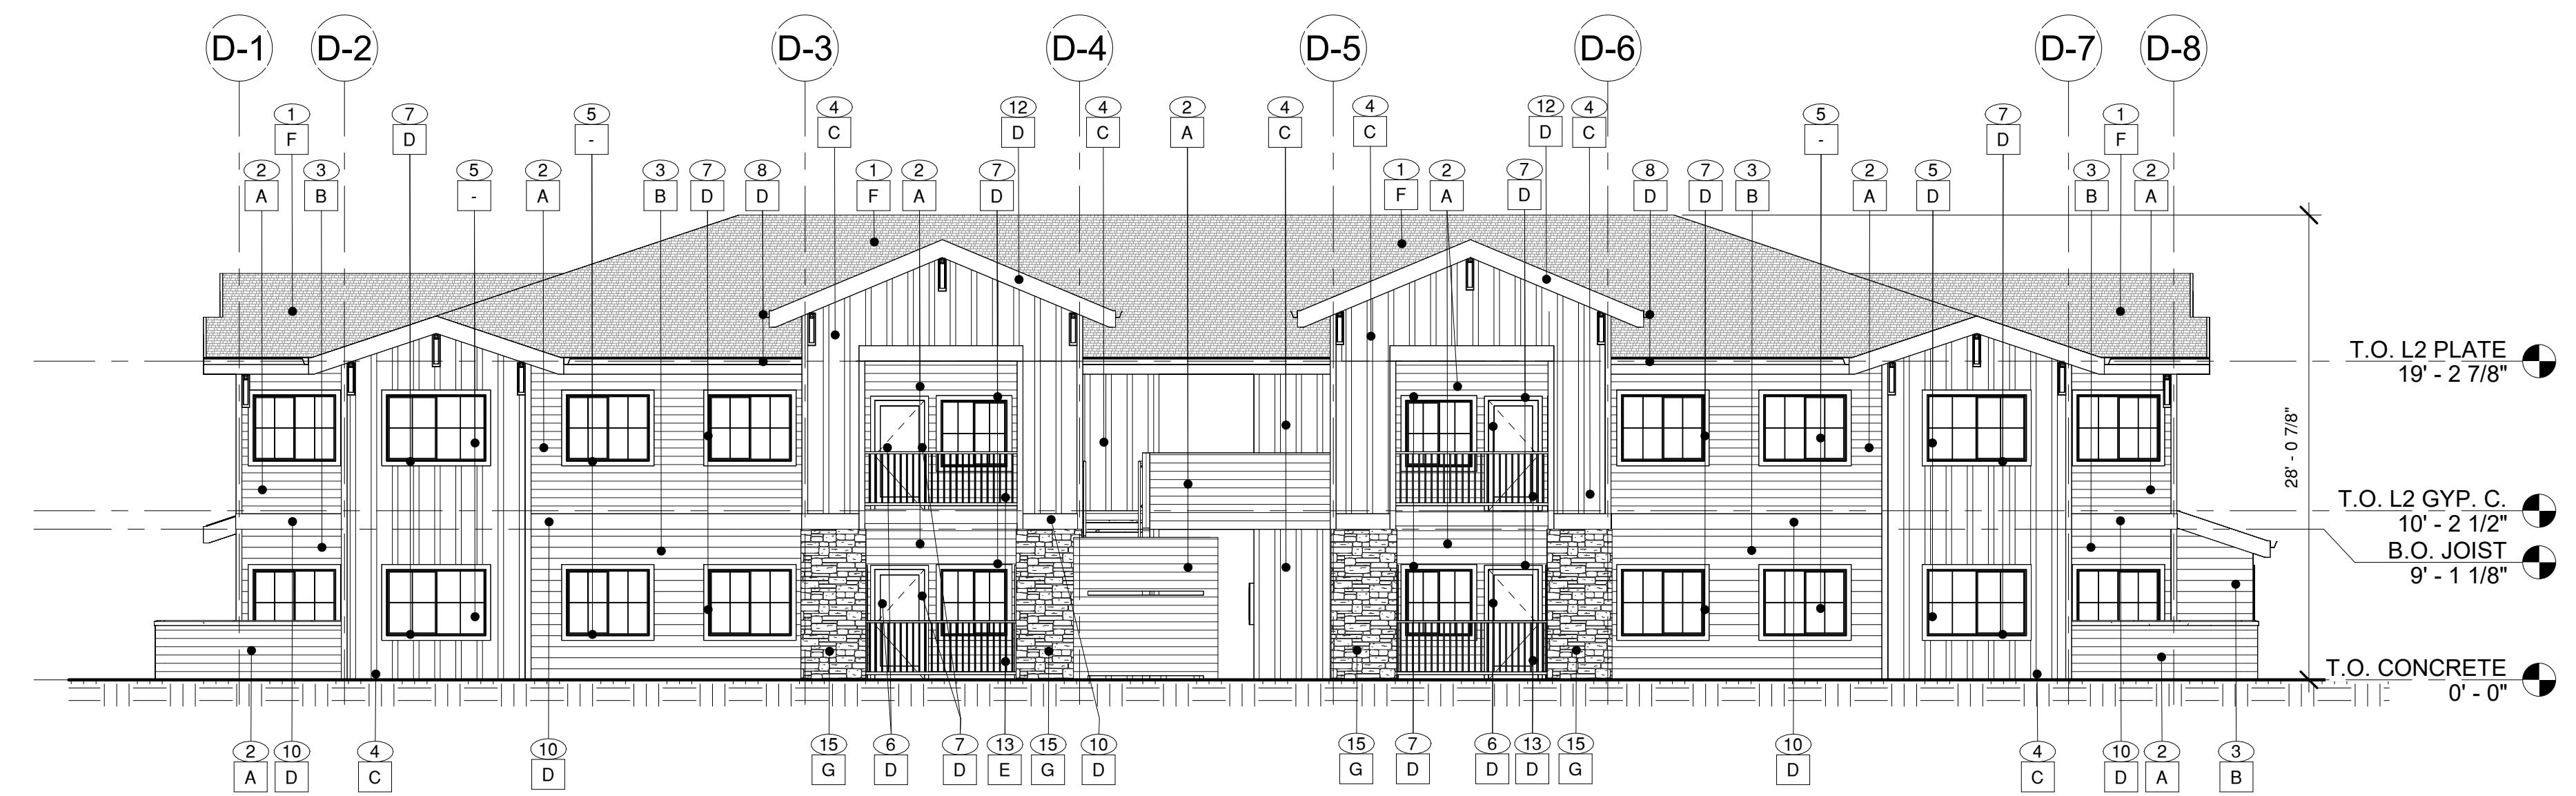 D-1 D-2 D-3 D-4 D-5 D-6 D-7 D-8
4 12 4 2 4 4 12 4
C D C A C C D C
1 7 5 5 7 1
F D - - D F
2 3 5 2 3 7 8 1 2 7 1 2 7 8 7 3 2 5 3 2
A B - A B D D F A D F A D D D B A D B A
T.O. L2 PLATE
19' - 2 7/8"
28' - 0 7/8"
T.O. L2 GYP. C.
10' - 2 1/2"
B.O. JOIST
9' - 1 1/8"
T.O. CONCRETE
0' - 0"
15 6 7 13 15 10 15 7 6 13 15
G D D E G D G D D D G
2 10 4 10 10 4 10 2 3
A D C D D C D A B